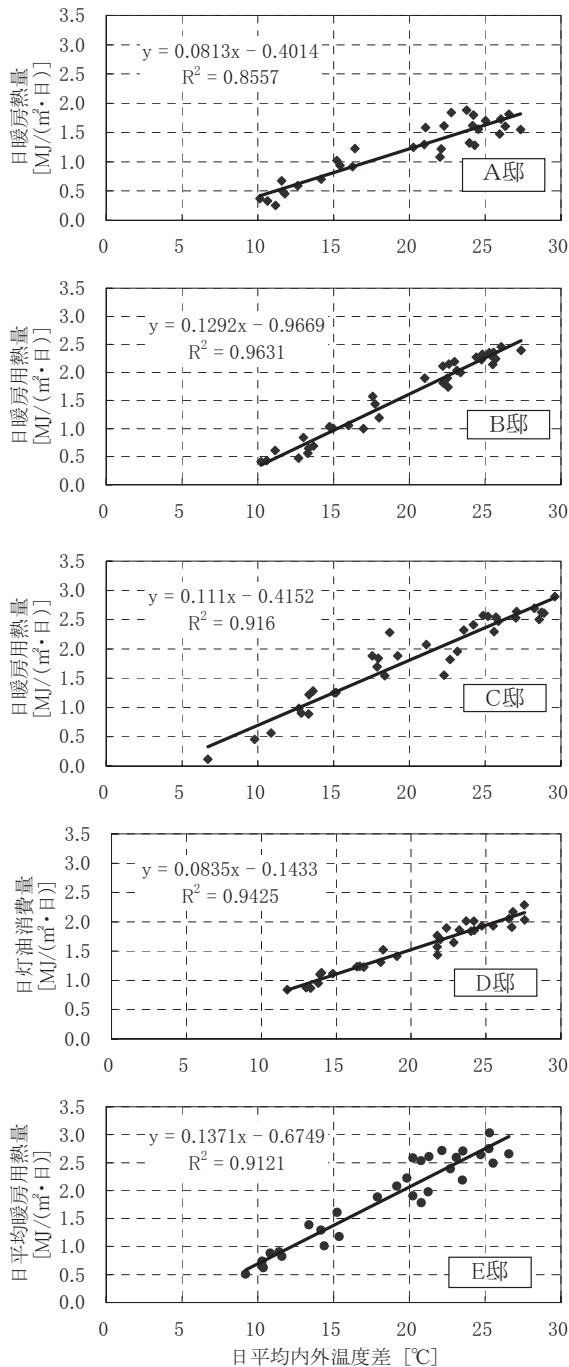 日暖房熱量
[MJ/(㎡・日)]
3.5
3.0
2.5
2.0
1.5
1.0
0.5
0.0
y = 0.0813x - 0.4014
R² = 0.8557
A邸
0 5 10 15 20 25 30
日暖房用熱量
[MJ/(㎡・日)]
3.5
3.0
2.5
2.0
1.5
1.0
0.5
0.0
y = 0.1292x - 0.9669
R² = 0.9631
B邸
0 5 10 15 20 25 30
日暖房用熱量
[MJ/(㎡・日)]
3.5
3.0
2.5
2.0
1.5
1.0
0.5
0.0
y = 0.111x - 0.4152
R² = 0.916
C邸
0 5 10 15 20 25 30
日灯油消費量
[MJ/(㎡・日)]
3.5
3.0
2.5
2.0
1.5
1.0
0.5
0.0
y = 0.0835x - 0.1433
R² = 0.9425
D邸
0 5 10 15 20 25 30
日平均暖房用熱量
[MJ/(㎡・日)]
3.5
3.0
2.5
2.0
1.5
1.0
0.5
0.0
y = 0.1371x - 0.6749
R² = 0.9121
E邸
0 5 10 15 20 25 30
日平均内外温度差 [℃]